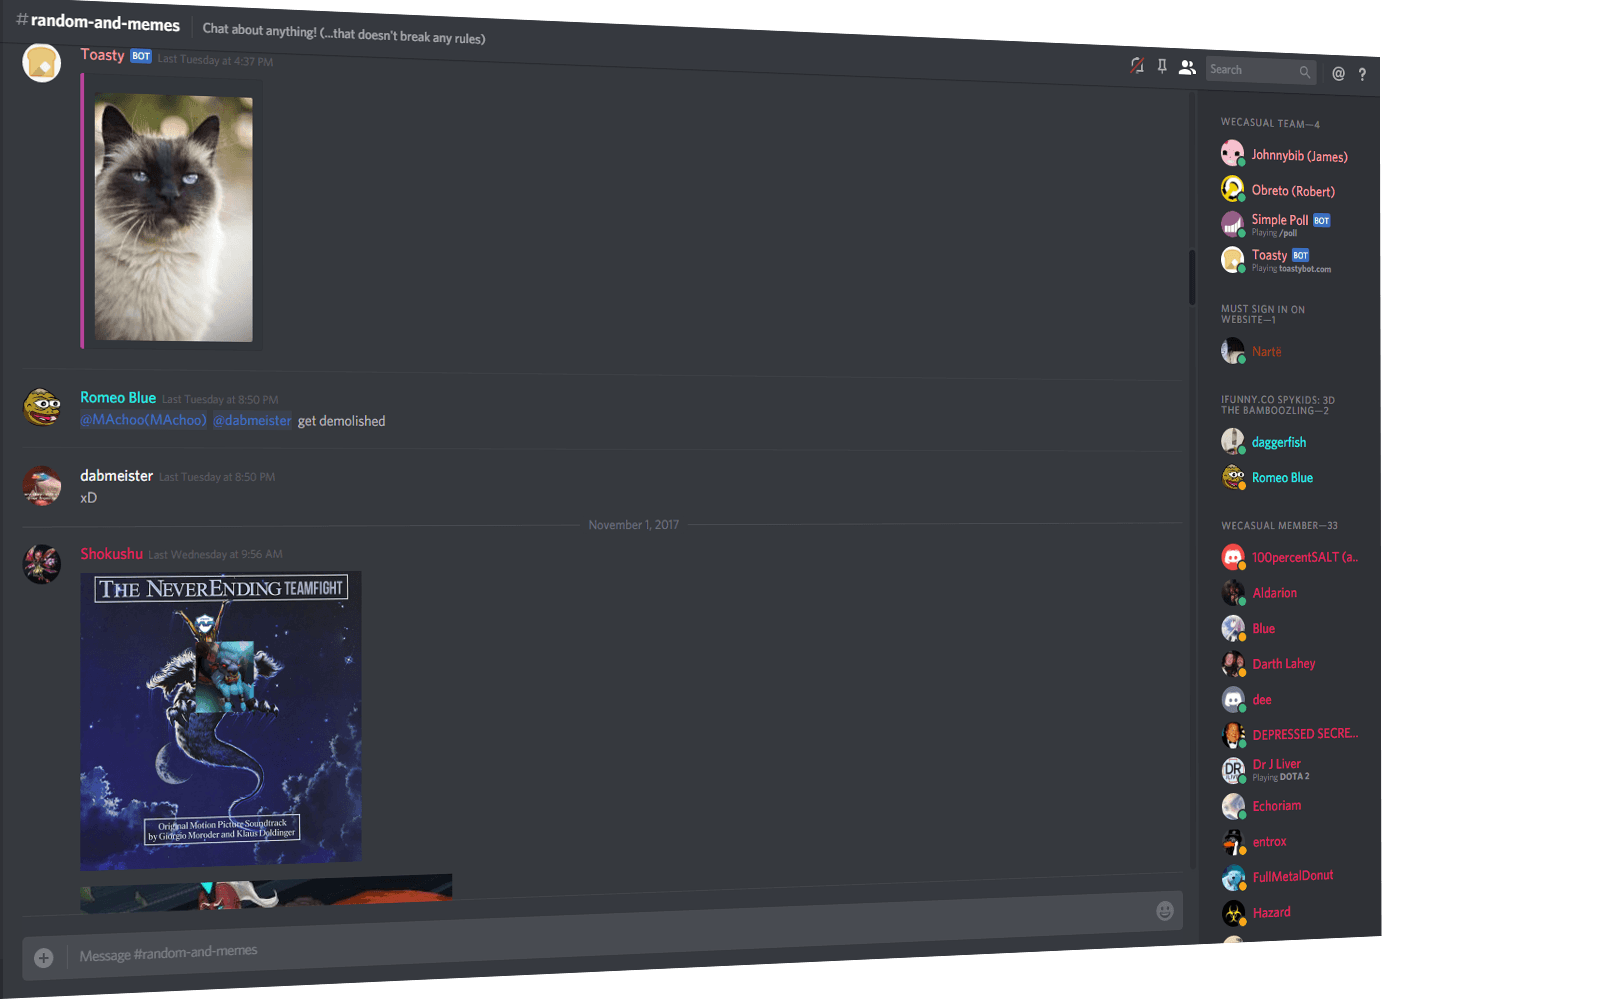 #random-and-memes
Chat about anything! (...that doesn't break any rules)
Search
@ ?
Toasty BOT Last Tuesday at 4:37 PM
Romeo Blue Last Tuesday at 8:50 PM
@MAchoo(MAchoo) @dabmeister get demolished
dabmeister Last Tuesday at 8:50 PM
xD
November 1, 2017
Shokushu Last Wednesday at 9:56 AM
THE NEVERENDING TEAMFIGHT
Original Motion Picture Soundtrack
by Giorgio Moroder and Klaus Doldinger
Message #random-and-memes
WECASUAL TEAM—4
Johnnybib (James)
Obreto (Robert)
Simple Poll BOT
Playing /poll
Toasty BOT
Playing toastybot.com
MUST SIGN IN ON
WEBSITE—1
Nartë
IFUNNY.CO SPYKIDS: 3D
THE BAMBOOZLING—2
daggerfish
Romeo Blue
WECASUAL MEMBER—33
100percentSALT (a..
Aldarion
Blue
Darth Lahey
dee
DEPRESSED SECRE...
DR
Dr J Liver
Playing DOTA 2
Echoriam
entrox
FullMetalDonut
Hazard